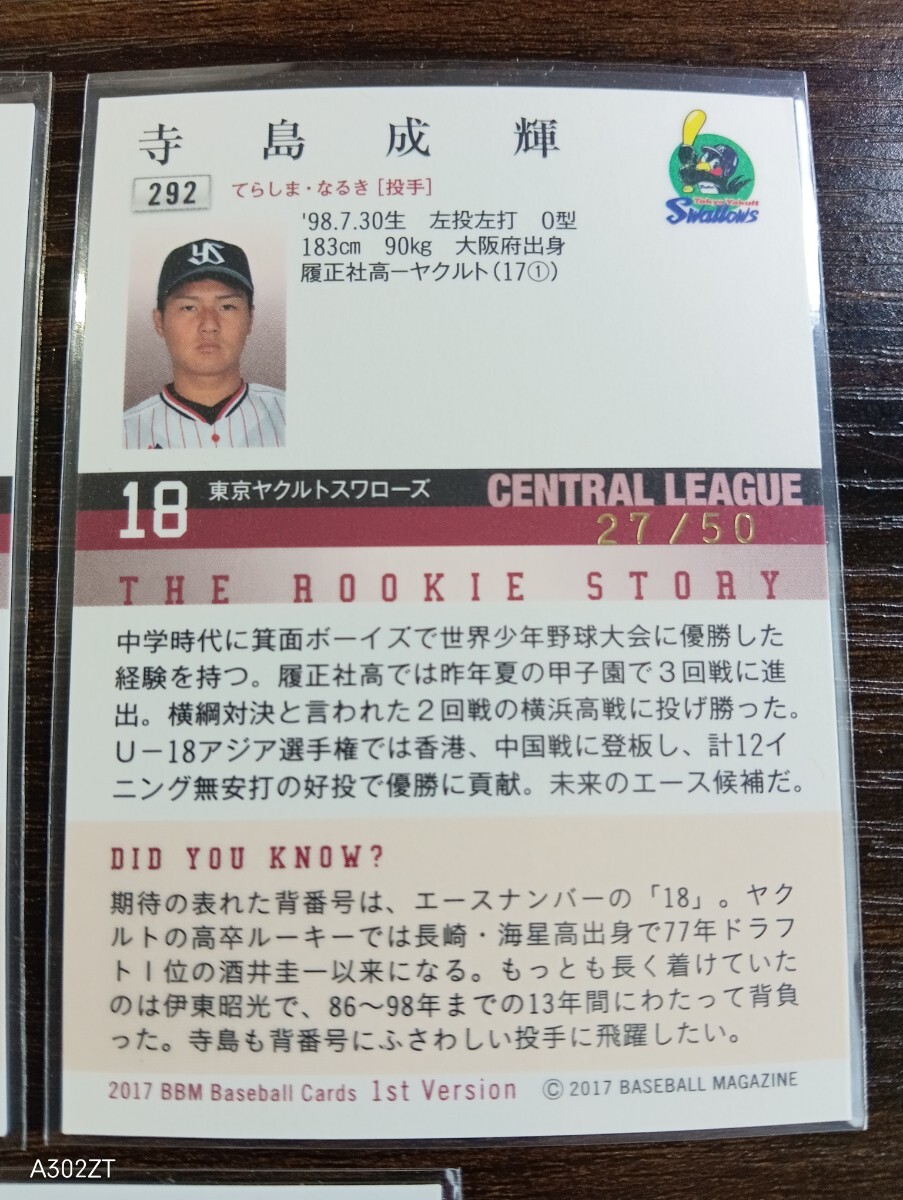 寺島成輝
292 てらしま・なるき［投手］
'98.7.30生 左投左打 O型
183cm 90kg 大阪府出身
履正社高ーヤクルト（17①）
Tokyo Yakult
Swallows
YS
18 東京ヤクルトスワローズ CENTRAL LEAGUE
27/50
THE ROOKIE STORY
中学時代に箕面ボーイズで世界少年野球大会に優勝した
経験を持つ。履正社高では昨年夏の甲子園で３回戦に進
出。横綱対決と言われた２回戦の横浜高戦に投げ勝った。
U－18アジア選手権では香港、中国戦に登板し、計12イ
ニング無安打の好投で優勝に貢献。未来のエース候補だ。
DID YOU KNOW?
期待の表れた背番号は、エースナンバーの「18」。ヤ
クルトの高卒ルーキーでは長崎・海星高出身で77年ドラフ
ト1位の酒井圭一以来になる。もっとも長く着けていた
のは伊東昭光で、86〜98年までの13年間にわたって背負
った。寺島も背番号にふさわしい投手に飛躍したい。
2017 BBM Baseball Cards 1st Version © 2017 BASEBALL MAGAZINE
A302ZT